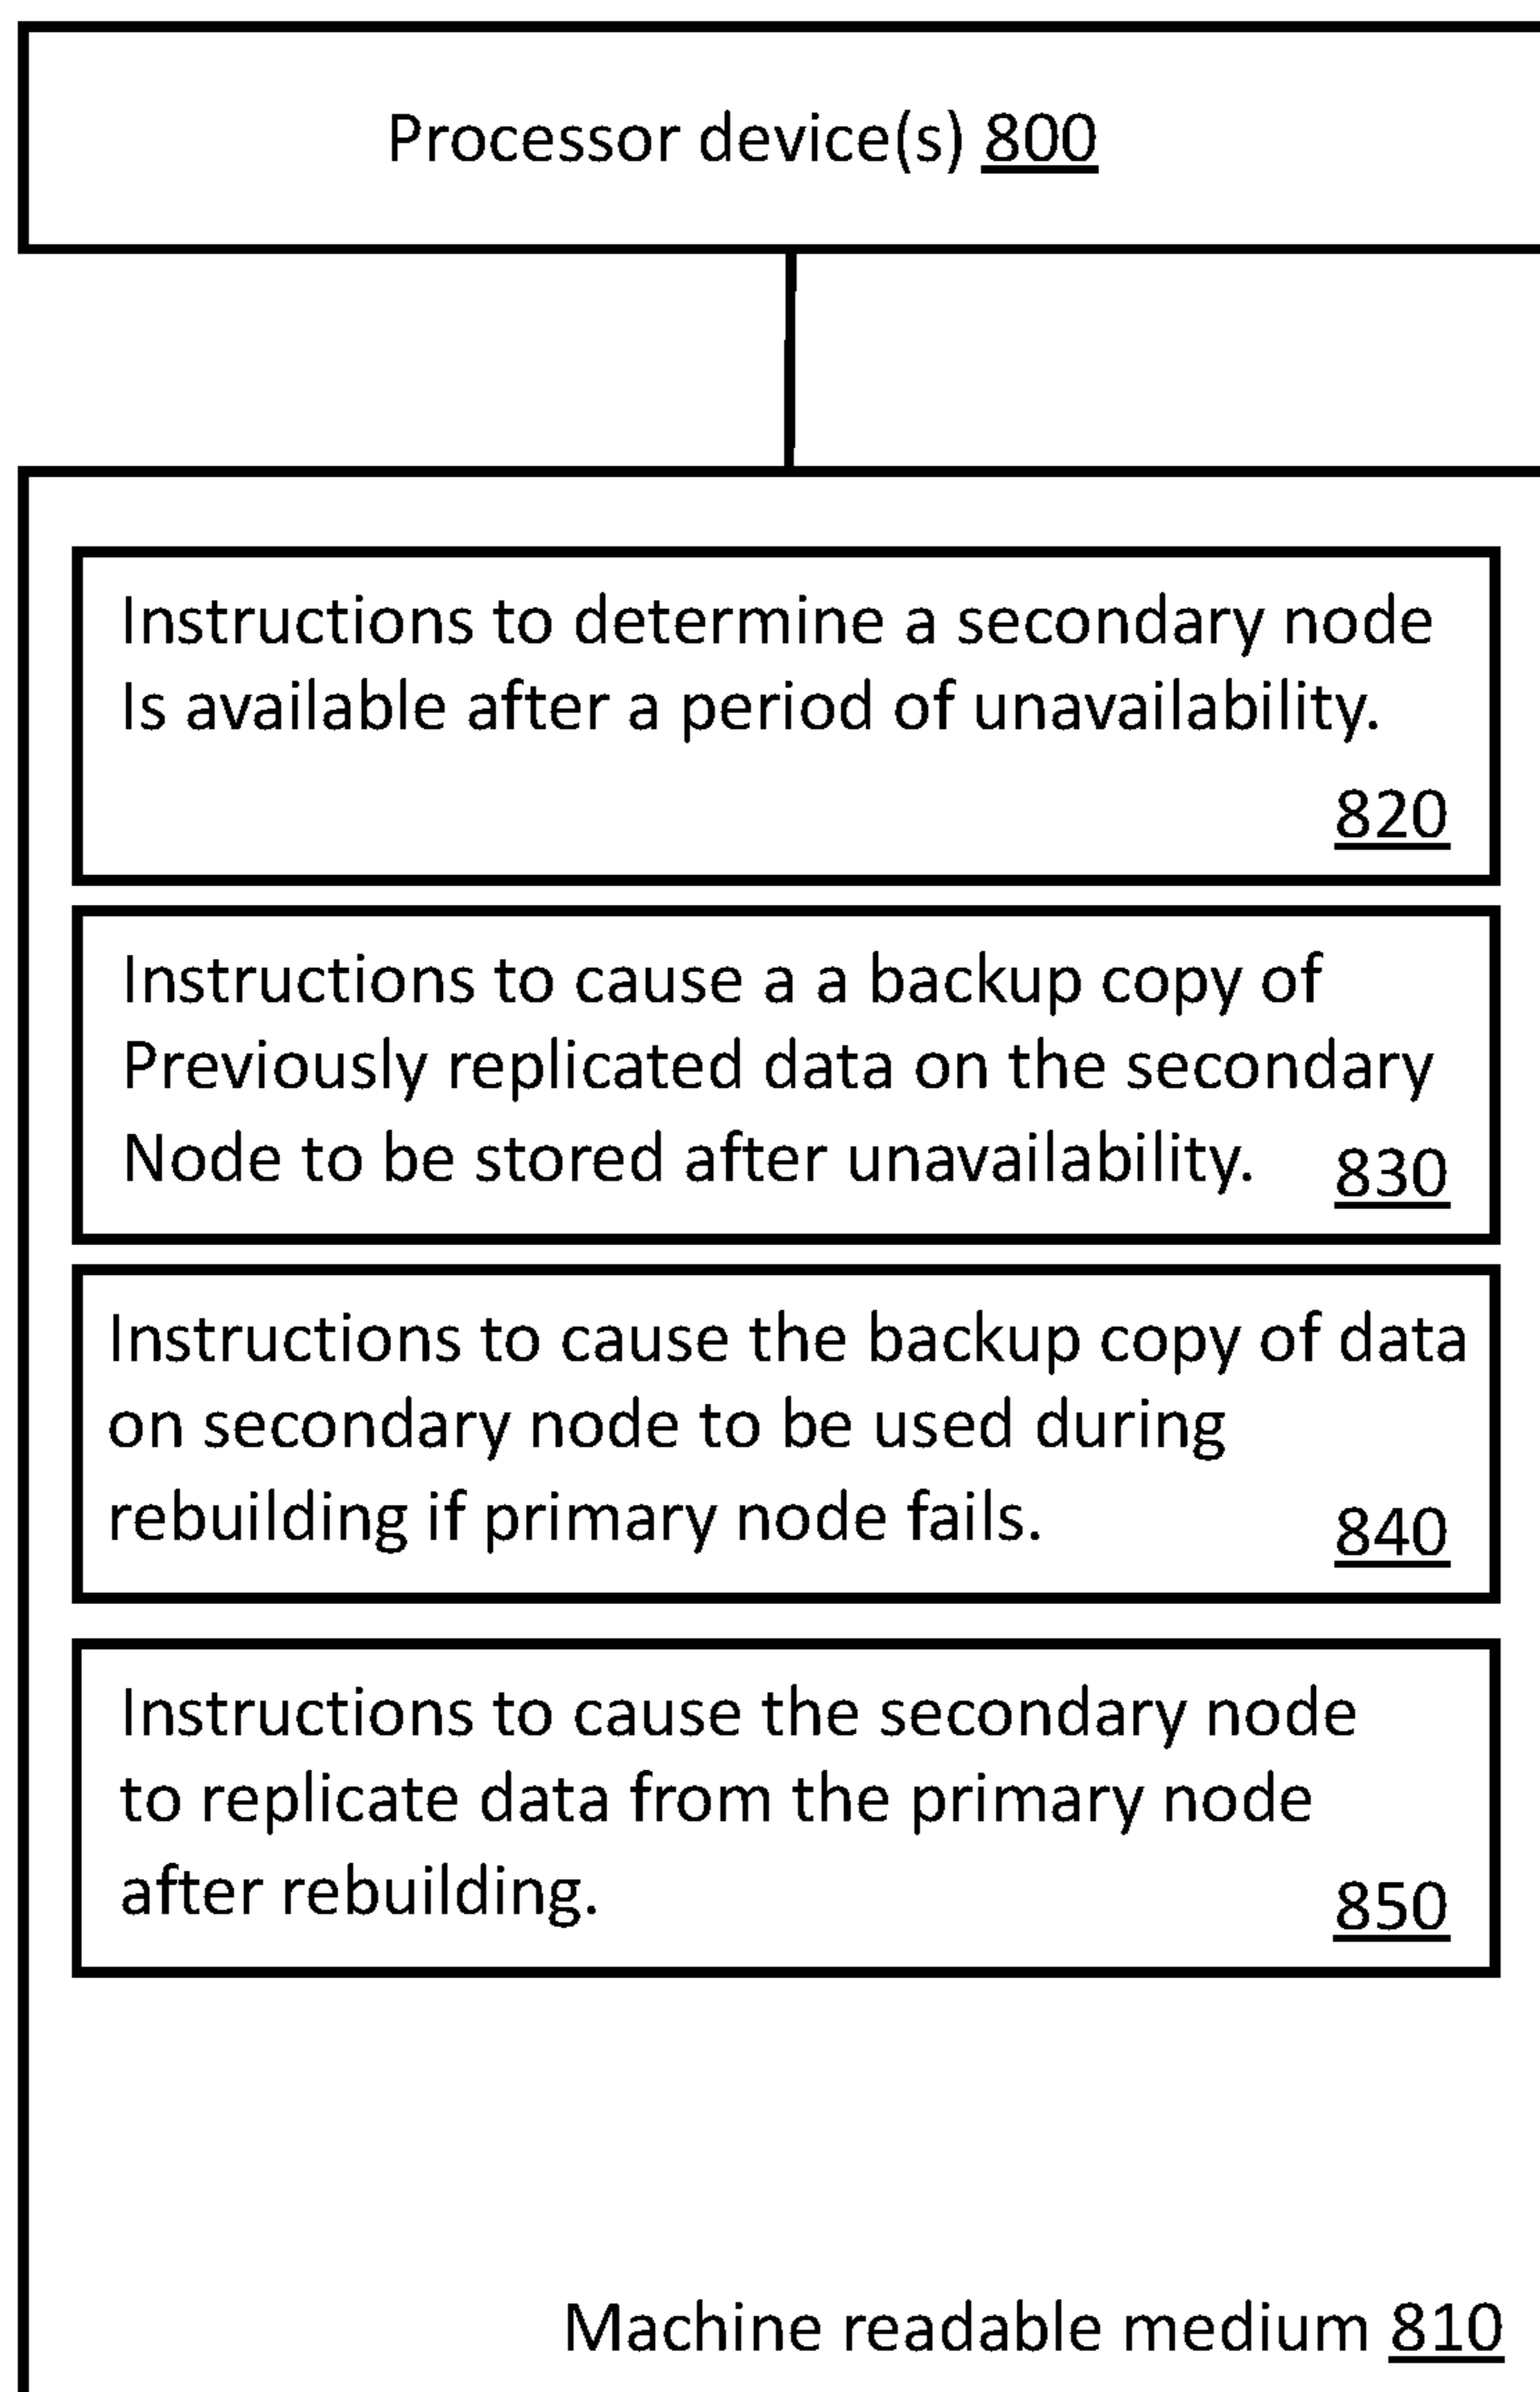 Processor device(s) 800
Instructions to determine a secondary node
Is available after a period of unavailability.
820
Instructions to cause a a backup copy of
Previously replicated data on the secondary
Node to be stored after unavailability. 830
Instructions to cause the backup copy of data
on secondary node to be used during
rebuilding if primary node fails. 840
Instructions to cause the secondary node
to replicate data from the primary node
after rebuilding. 850
Machine readable medium 810